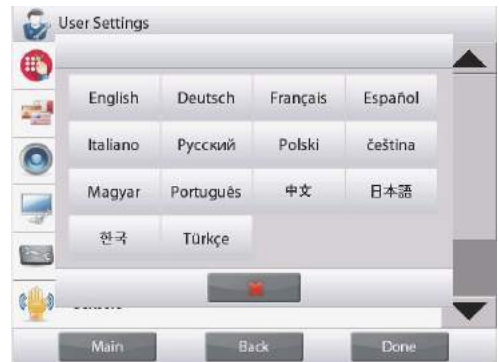 User Settings
English Deutsch Français Español
Italiano Русский Polski čeština
Magyar Português 中文 日本語
한국 Türkçe
Main Back Done